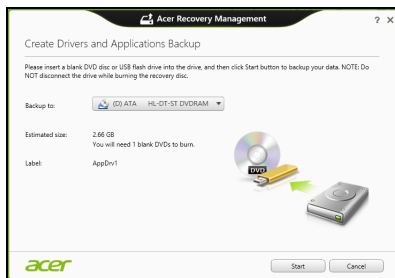 Acer Recovery Management
? ×
Create Drivers and Applications Backup
Please insert a blank DVD disc or USB flash drive into the drive, and then click Start button to backup your data. NOTE: Do
NOT disconnect the drive while burning the recovery disc.
Backup to:
(D) ATA HL-DT-ST DVDRAM
Estimated size:
2.66 GB
You will need 1 blank DVDs to burn.
Label:
AppDrv1
DVD
acer
Start
Cancel